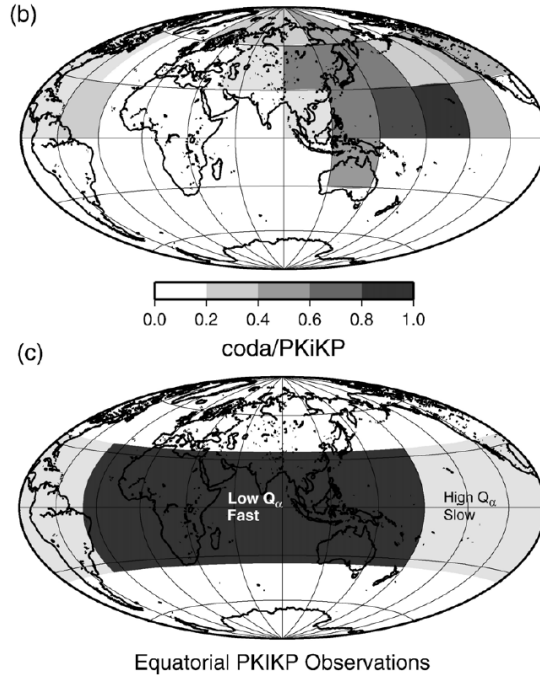 (b)
0.0 0.2 0.4 0.6 0.8 1.0
coda/PKiKP
(c)
Low Qα
Fast
High Qα
Slow
Equatorial PKIKP Observations